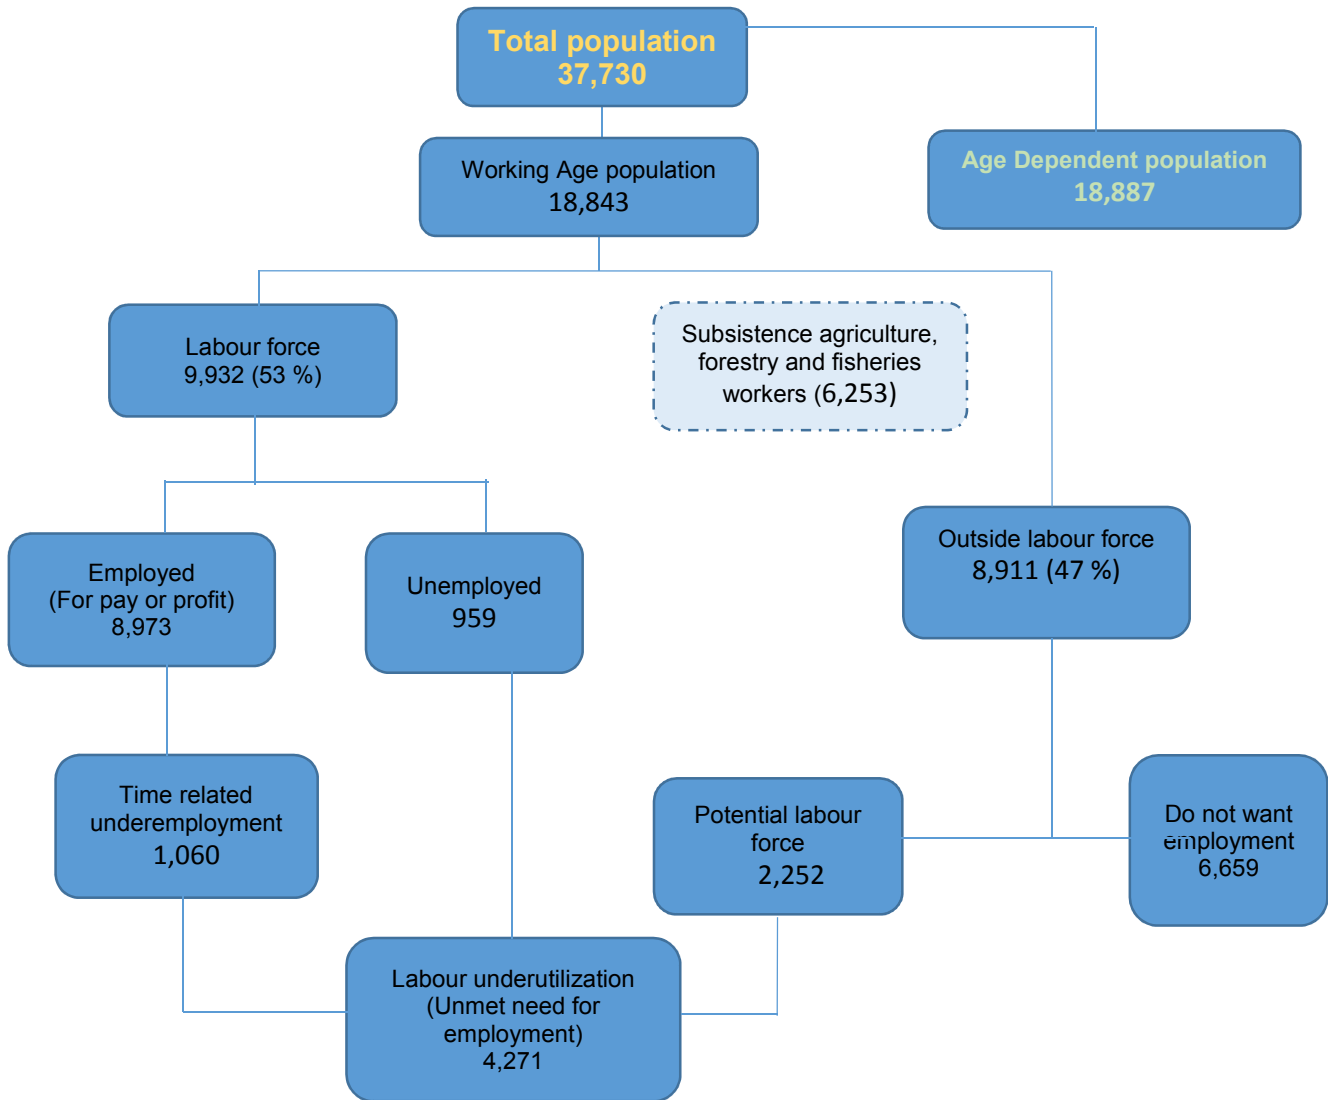 Total population
37,730
Working Age population
18,843
Age Dependent population
18,887
Labour force
9,932 (53 %)
Subsistence agriculture,
forestry and fisheries
workers (6,253)
Employed
(For pay or profit)
8,973
Unemployed
959
Outside labour force
8,911 (47 %)
Time related
underemployment
1,060
Potential labour
force
2,252
Do not want
employment
6,659
Labour underutilization
(Unmet need for
employment)
4,271